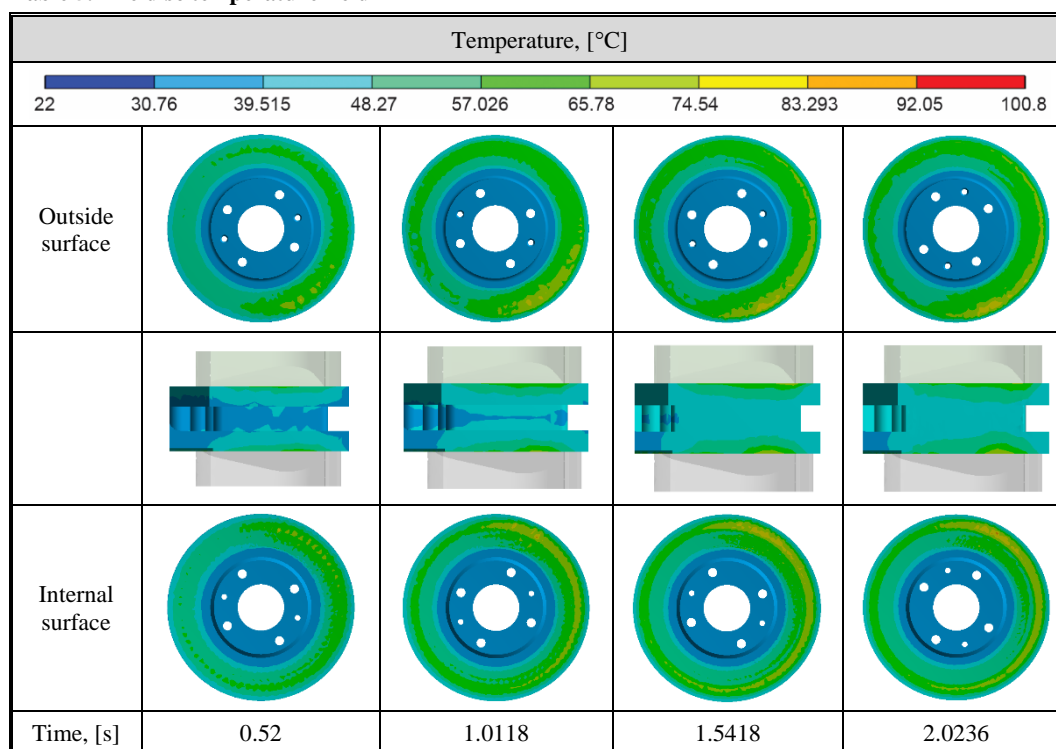 Temperature, [°C]
22 30.76 39.515 48.27 57.026 65.78 74.54 83.293 92.05 100.8
Outside
surface
Internal
surface
Time, [s] 0.52 1.0118 1.5418 2.0236